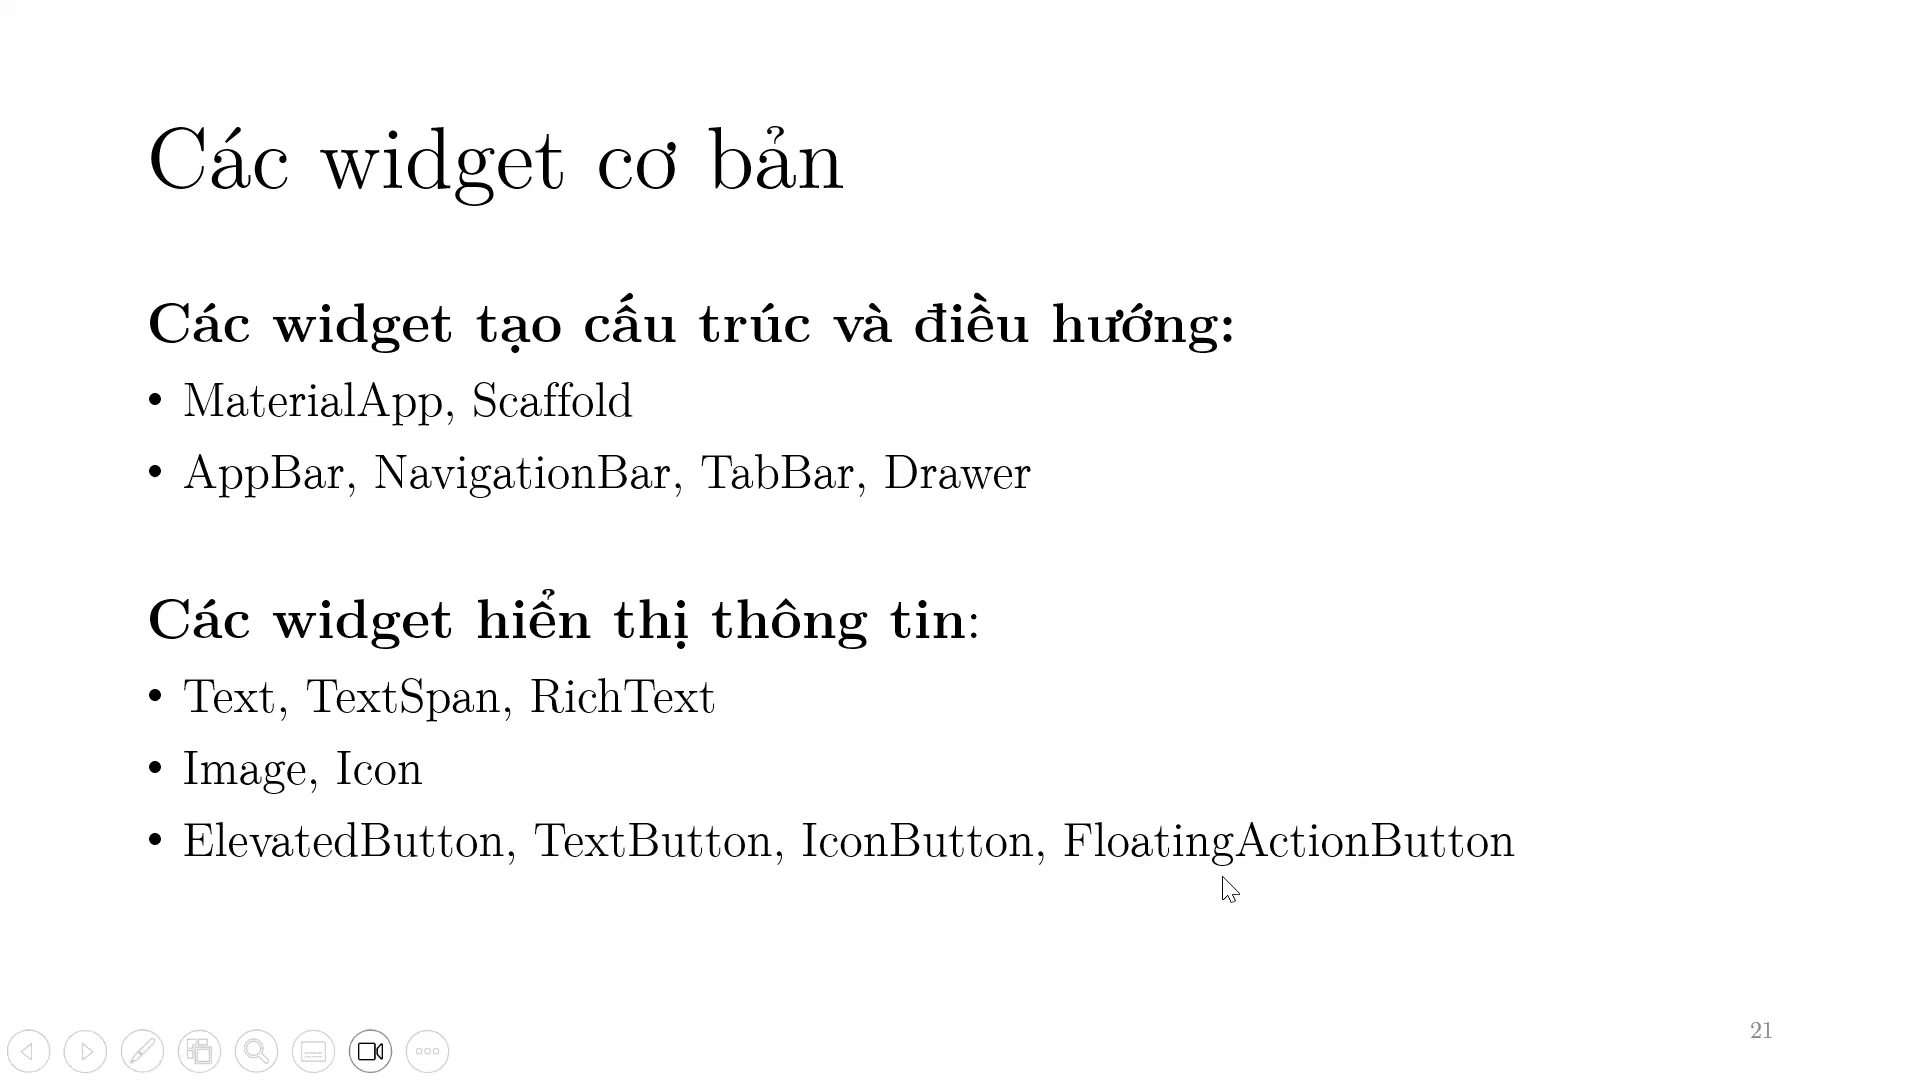 Các widget cơ bản
Các widget tạo cấu trúc và điều hướng:
• MaterialApp, Scaffold
• AppBar, NavigationBar, TabBar, Drawer
Các widget hiển thị thông tin:
• Text, TextSpan, RichText
• Image, Icon
• ElevatedButton, TextButton, IconButton, FloatingActionButton
21